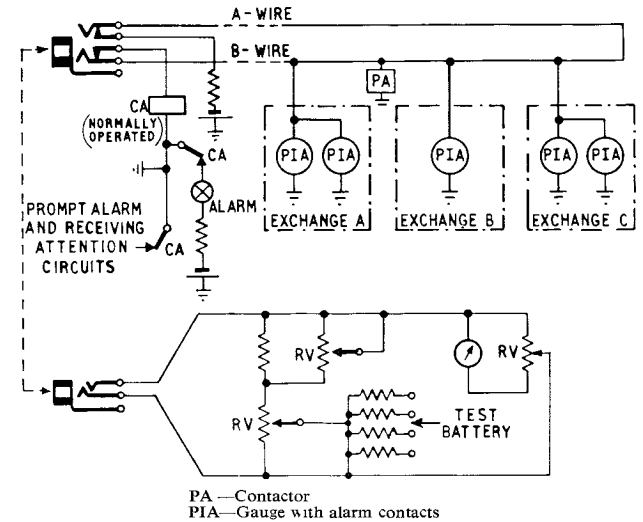 A-WIRE
B-WIRE
PA
CA
(NORMALLY
OPERATED)
CA
PIA
PIA
PIA
PIA
PIA
ALARM
EXCHANGE A
EXCHANGE B
EXCHANGE C
PROMPT ALARM
AND RECEIVING
ATTENTION
CIRCUITS
CA
RV
RV
RV
TEST
BATTERY
PA —Contactor
PIA—Gauge with alarm contacts